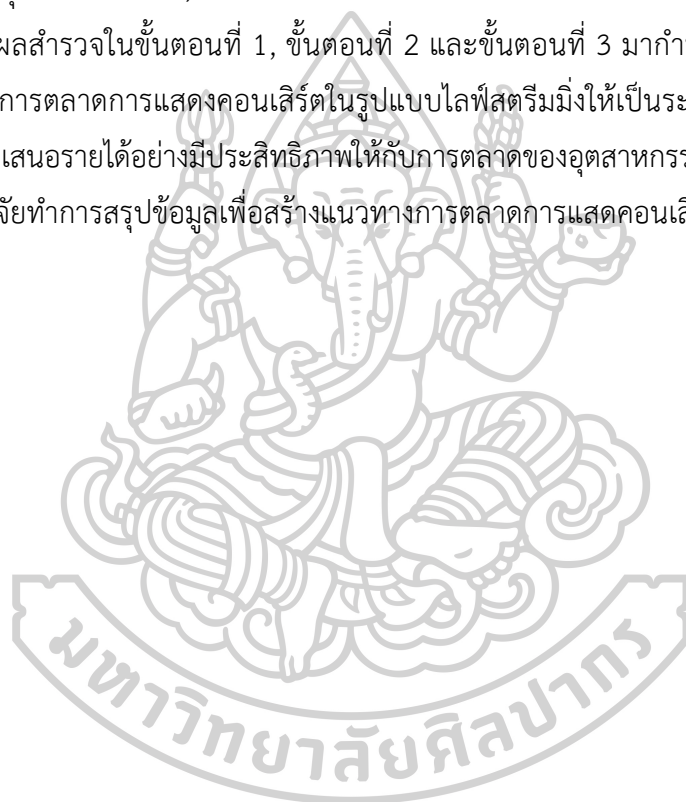 ผลสำรวจในขั้นตอนที่ 1, ขั้นตอนที่ 2 และขั้นตอนที่ 3 มากำ
การตลาดการแสดงคอนเสิร์ตในรูปแบบไลฟ์สตรีมมิ่งให้เป็นระ
เสนอรายได้อย่างมีประสิทธิภาพให้กับการตลาดของอุตสาหกรร
จัยทำการสรุปข้อมูลเพื่อสร้างแนวทางการตลาดการแสดคอนเสิ
มหาวิทยาลัยศิลปากร